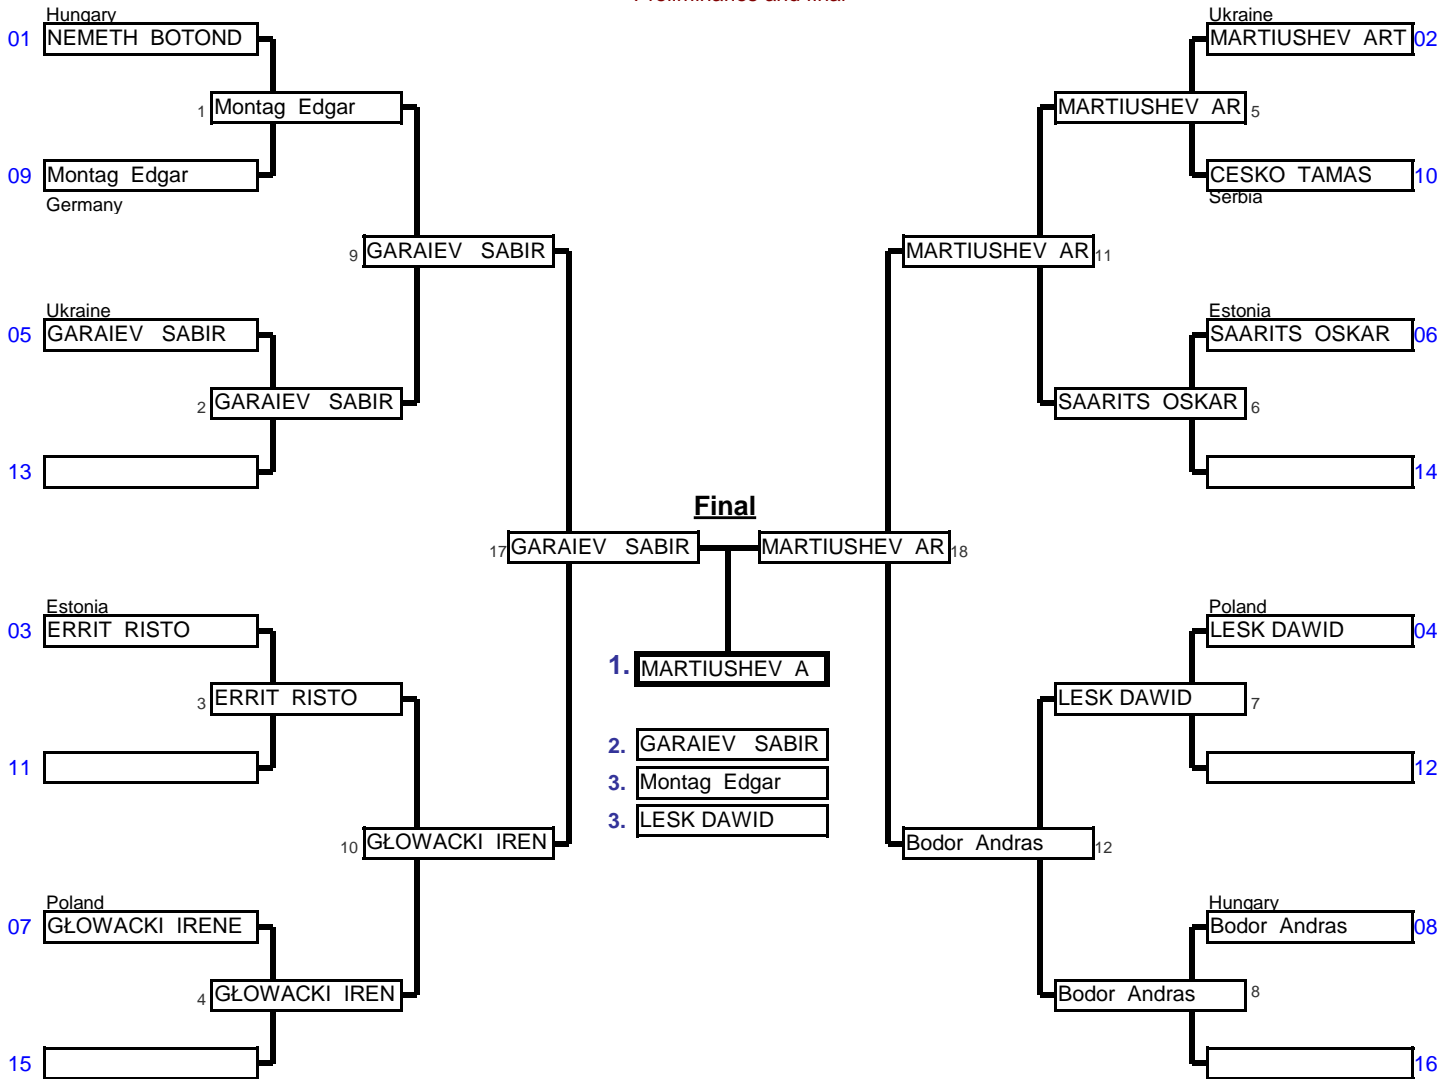 Preliminaries and final
Hungary
01 NEMETH BOTOND
1 Montag Edgar
09 Montag Edgar
Germany
9 GARAIEV SABIR
Ukraine
05 GARAIEV SABIR
2 GARAIEV SABIR
13
17 GARAIEV SABIR
Estonia
03 ERRIT RISTO
3 ERRIT RISTO
11
10 GŁOWACKI IREN
Poland
07 GŁOWACKI IRENE
4 GŁOWACKI IREN
15
Final
1. MARTIUSHEV A
2. GARAIEV SABIR
3. Montag Edgar
3. LESK DAWID
Ukraine
MARTIUSHEV ART 02
MARTIUSHEV AR 5
CESKO TAMAS 10
Serbia
MARTIUSHEV AR 11
Estonia
SAARITS OSKAR 06
SAARITS OSKAR 6
14
MARTIUSHEV AR 18
Poland
LESK DAWID 04
LESK DAWID 7
12
Bodor Andras 12
Hungary
Bodor Andras 08
Bodor Andras 8
16